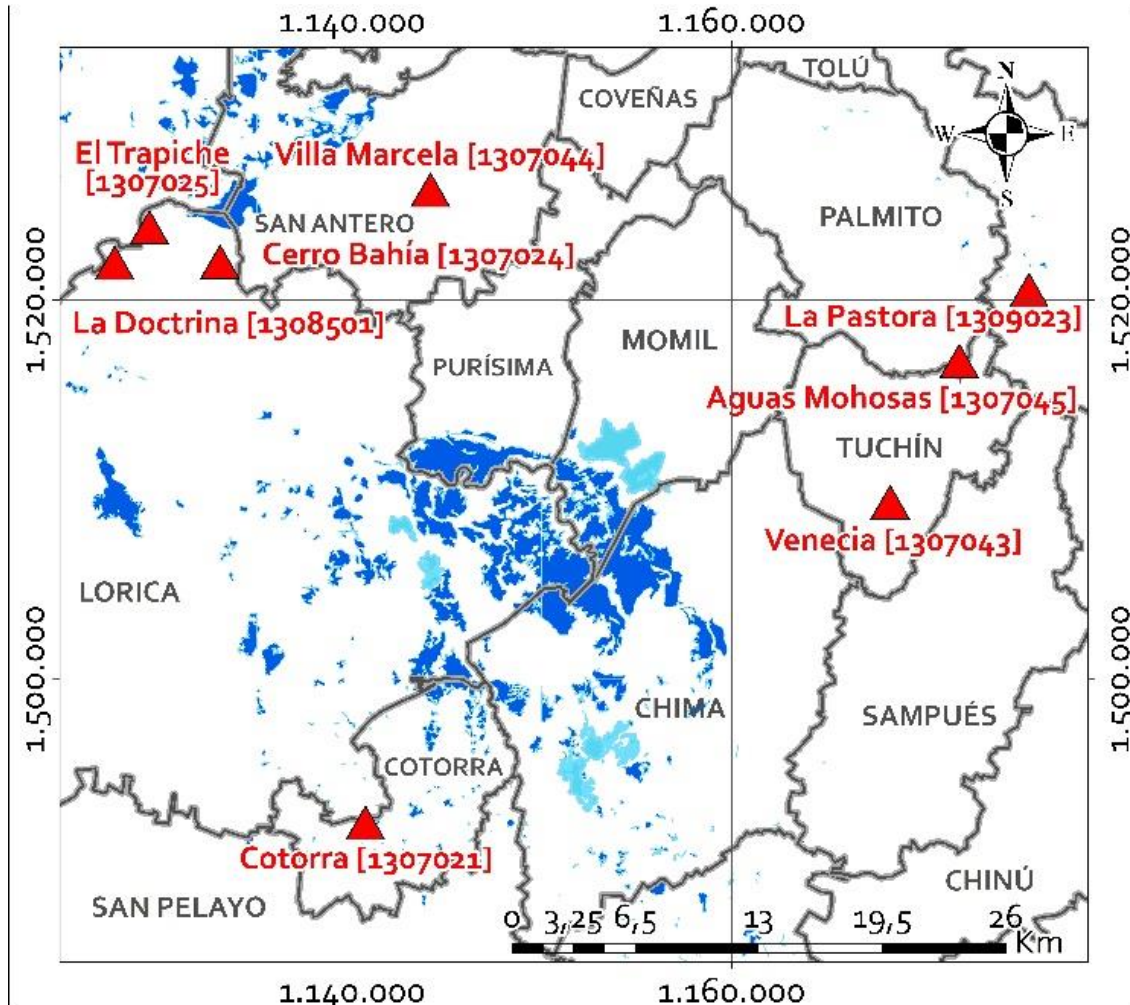 1.140.000
1.160.000
TOLÚ
COVEÑAS
N
W
E
S
El Trapiche
[1307025]
Villa Marcela [1307044]
SAN ANTERO
PALMITO
Cerro Bahía [1307024]
1.520.000
1.520.000
La Doctrina [1308501]
La Pastora [1309023]
MOMIL
PURÍSIMA
Aguas Mohosas [1307045]
TUCHÍN
Venecia [1307043]
LORICA
1.500.000
1.500.000
CHIMA
SAMPUÉS
COTORRA
Cotorra [1307021]
CHINÚ
SAN PELAYO
0 3,25 6,5 13 19,5 26
Km
1.140.000
1.160.000